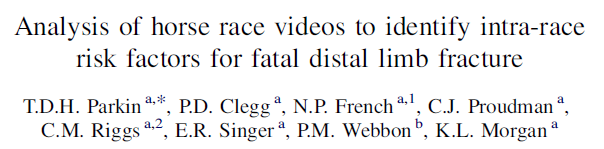 Analysis of horse race videos to identify intra-race
risk factors for fatal distal limb fracture
T.D.H. Parkin a,*, P.D. Clegg a, N.P. French a,1, C.J. Proudman a,
C.M. Riggs a,2, E.R. Singer a, P.M. Webbon b, K.L. Morgan a